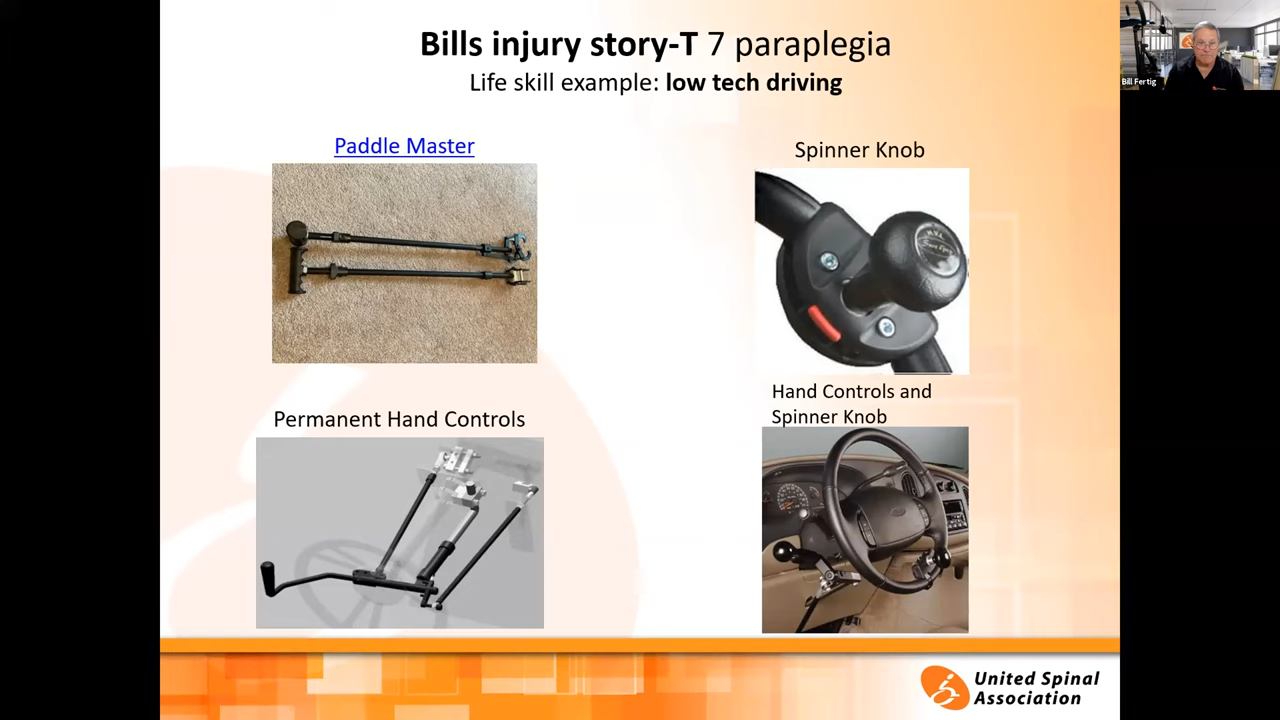 Bills injury story-T 7 paraplegia
Life skill example: low tech driving
Bill Fertig
Paddle Master
Spinner Knob
Permanent Hand Controls
Hand Controls and
Spinner Knob
United Spinal
Association